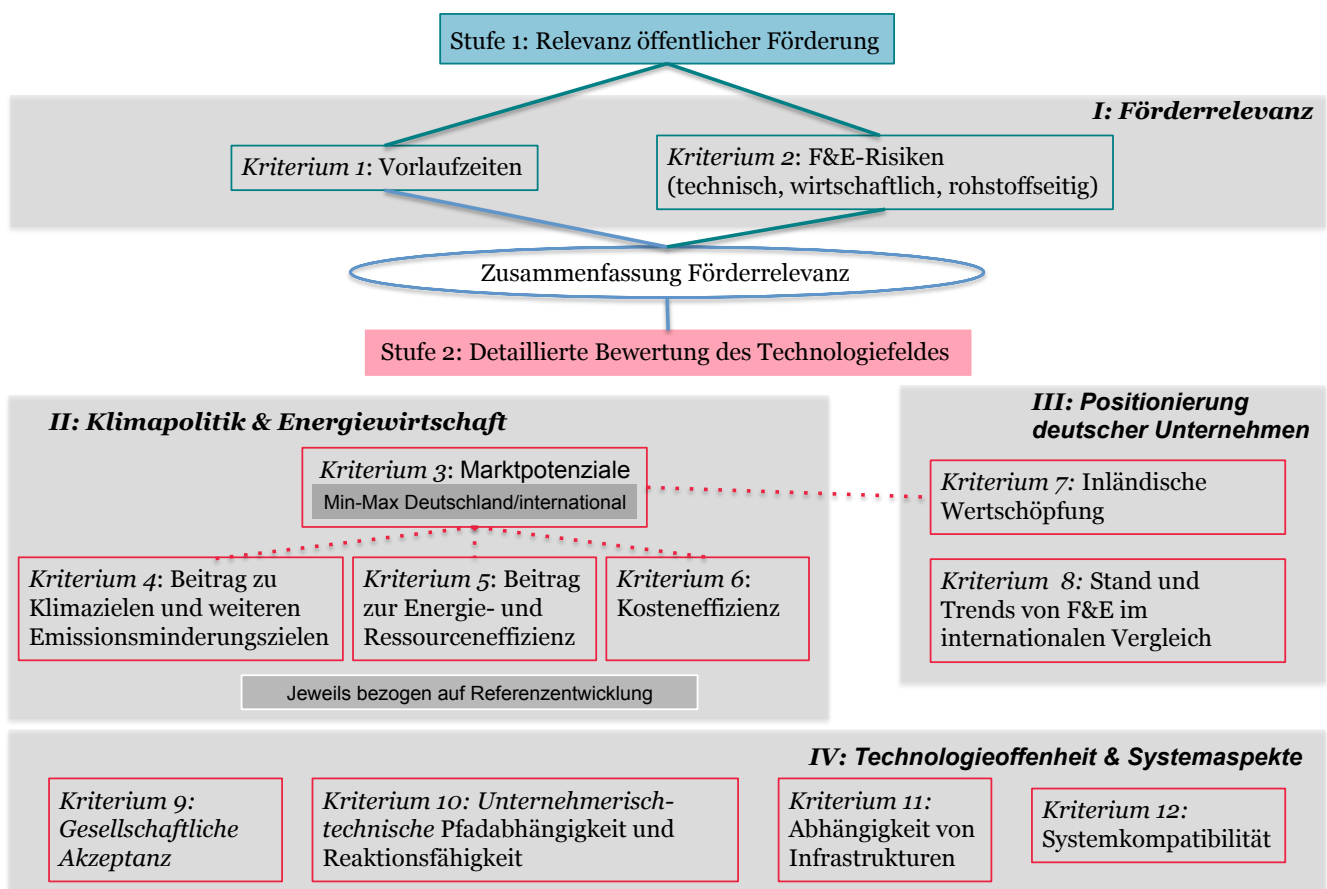 Stufe 1: Relevanz öffentlicher Förderung
I: Förderrelevanz
Kriterium 1: Vorlaufzeiten
Kriterium 2: F&E-Risiken
(technisch, wirtschaftlich, rohstoffseitig)
Zusammenfassung Förderrelevanz
Stufe 2: Detaillierte Bewertung des Technologiefeldes
II: Klimapolitik & Energiewirtschaft
Kriterium 3: Marktpotenziale
Min-Max Deutschland/international
Kriterium 4: Beitrag zu
Klimazielen und weiteren
Emissionsminderungszielen
Kriterium 5: Beitrag
zur Energie- und
Ressourceneffizienz
Kriterium 6:
Kosteneffizienz
Jeweils bezogen auf Referenzentwicklung
III: Positionierung
deutscher Unternehmen
Kriterium 7: Inländische
Wertschöpfung
Kriterium 8: Stand und
Trends von F&E im
internationalen Vergleich
IV: Technologieoffenheit & Systemaspekte
Kriterium 9:
Gesellschaftliche
Akzeptanz
Kriterium 10: Unternehmerisch-
technische Pfadabhängigkeit und
Reaktionsfähigkeit
Kriterium 11:
Abhängigkeit von
Infrastrukturen
Kriterium 12:
Systemkompatibilität